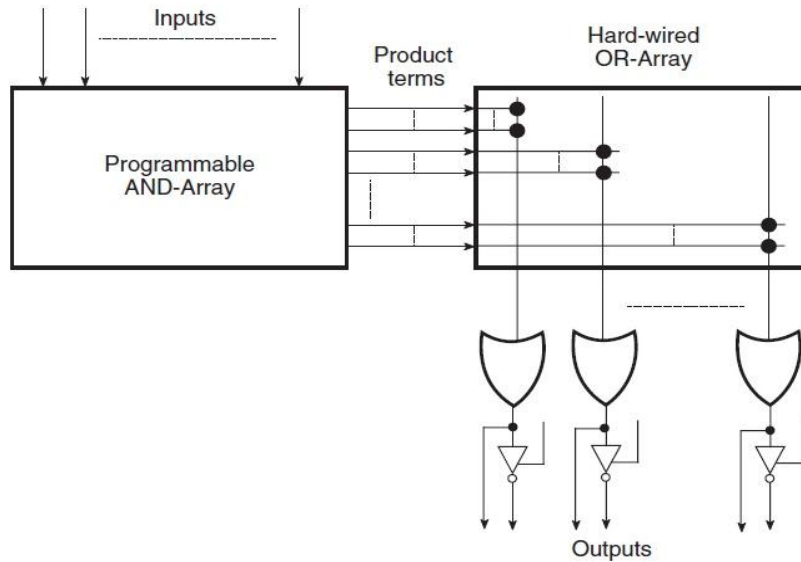 Inputs
Product
terms
Hard-wired
OR-Array
Programmable
AND-Array
Outputs